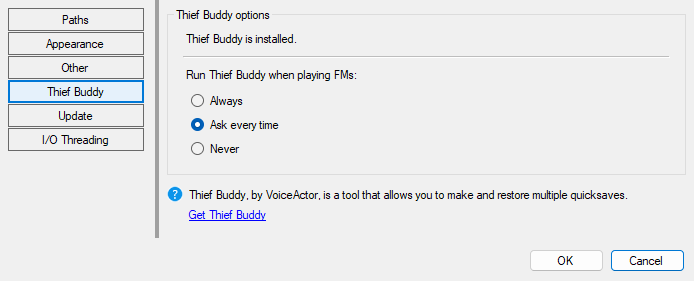 Paths
Appearance
Other
Thief Buddy
Update
I/O Threading
Thief Buddy options
Thief Buddy is installed.
Run Thief Buddy when playing FMs:
Always
Ask every time
Never
? Thief Buddy, by VoiceActor, is a tool that allows you to make and restore multiple quicksaves.
Get Thief Buddy
OK
Cancel